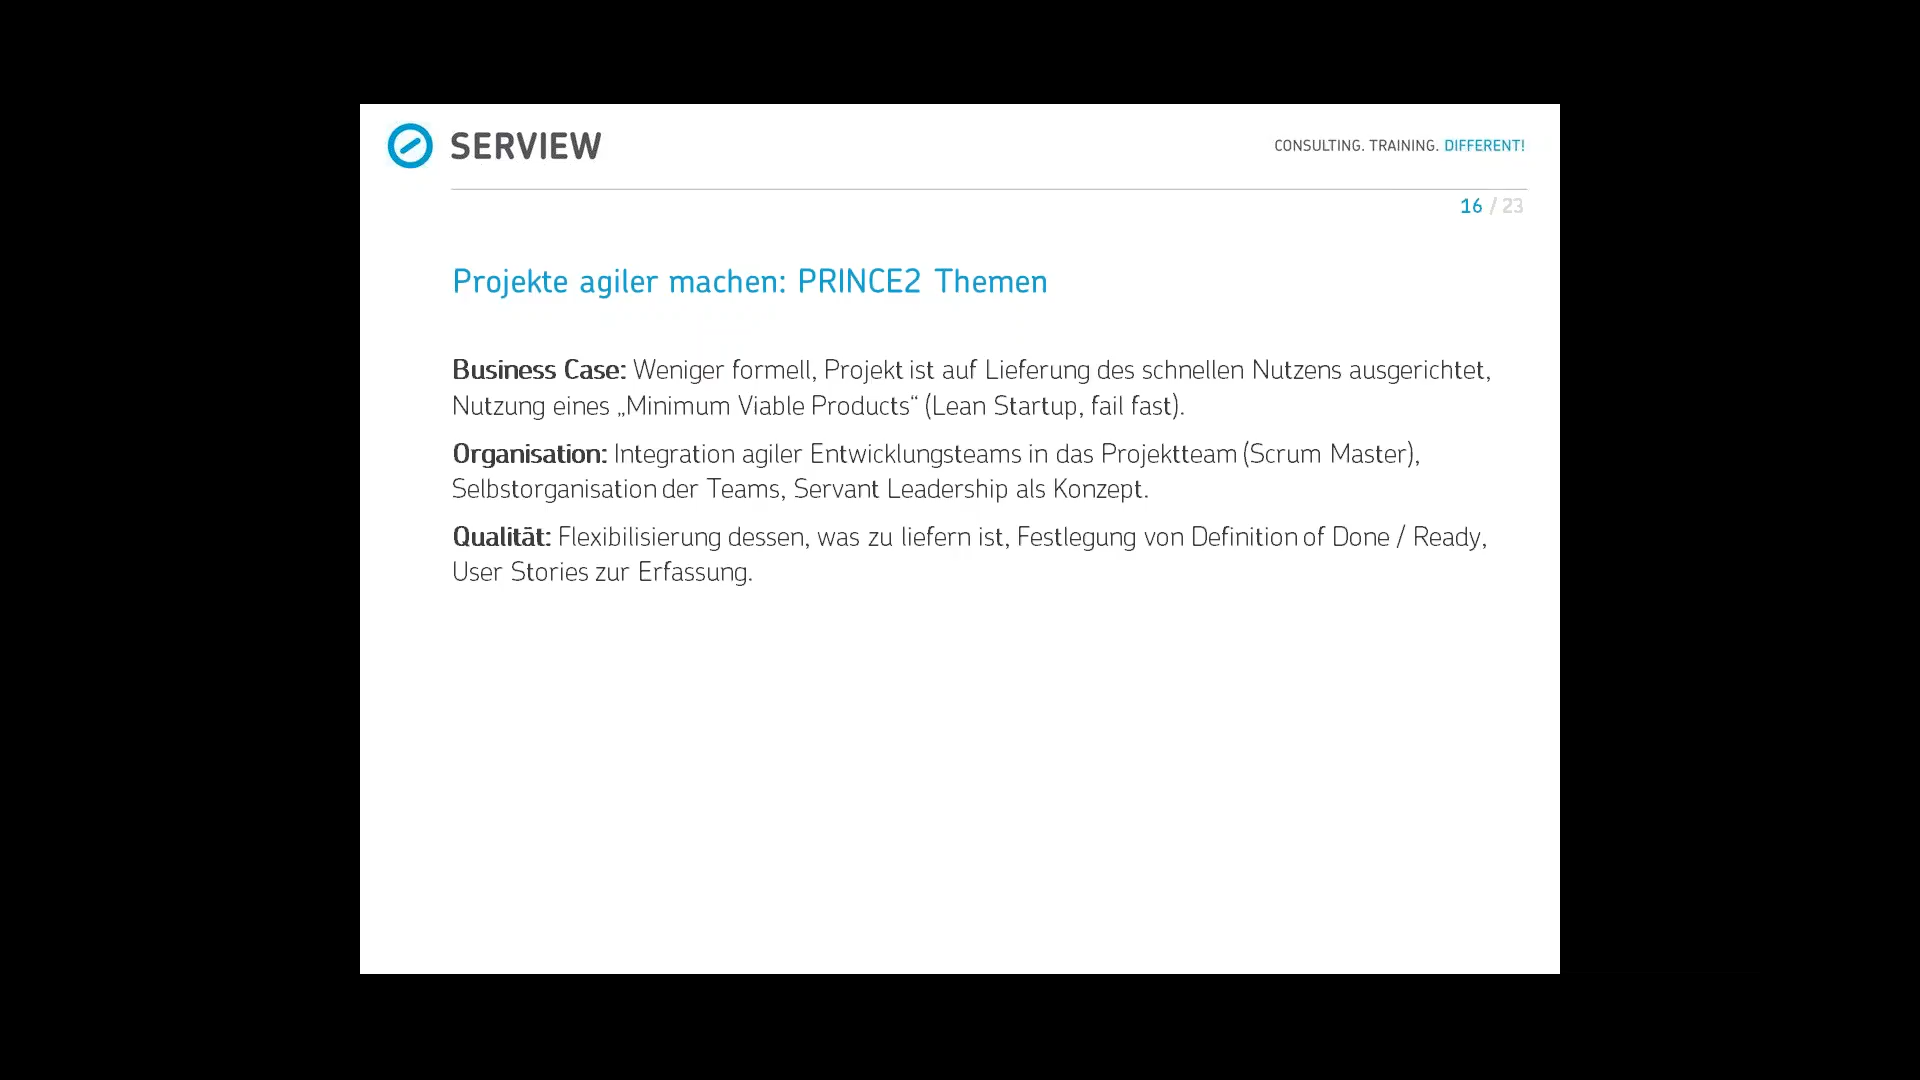 SERVIEW
CONSULTING. TRAINING. DIFFERENT!
16 / 23
Projekte agiler machen: PRINCE2 Themen
Business Case: Weniger formell, Projekt ist auf Lieferung des schnellen Nutzens ausgerichtet,
Nutzung eines „Minimum Viable Products“ (Lean Startup, fail fast).
Organisation: Integration agiler Entwicklungsteams in das Projektteam (Scrum Master),
Selbstorganisation der Teams, Servant Leadership als Konzept.
Qualität: Flexibilisierung dessen, was zu liefern ist, Festlegung von Definition of Done / Ready,
User Stories zur Erfassung.